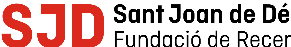 SJD Sant Joan de Dé
Fundació de Recer